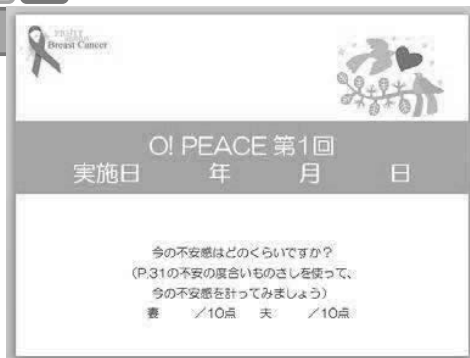 Breast Cancer
O! PEACE 第1回
実施日 年 月 日
今の不安感はどのくらいですか?
(P.31の不安の度合いものさしを使って、
今の不安感を計ってみましょう)
妻 /10点 夫 /10点